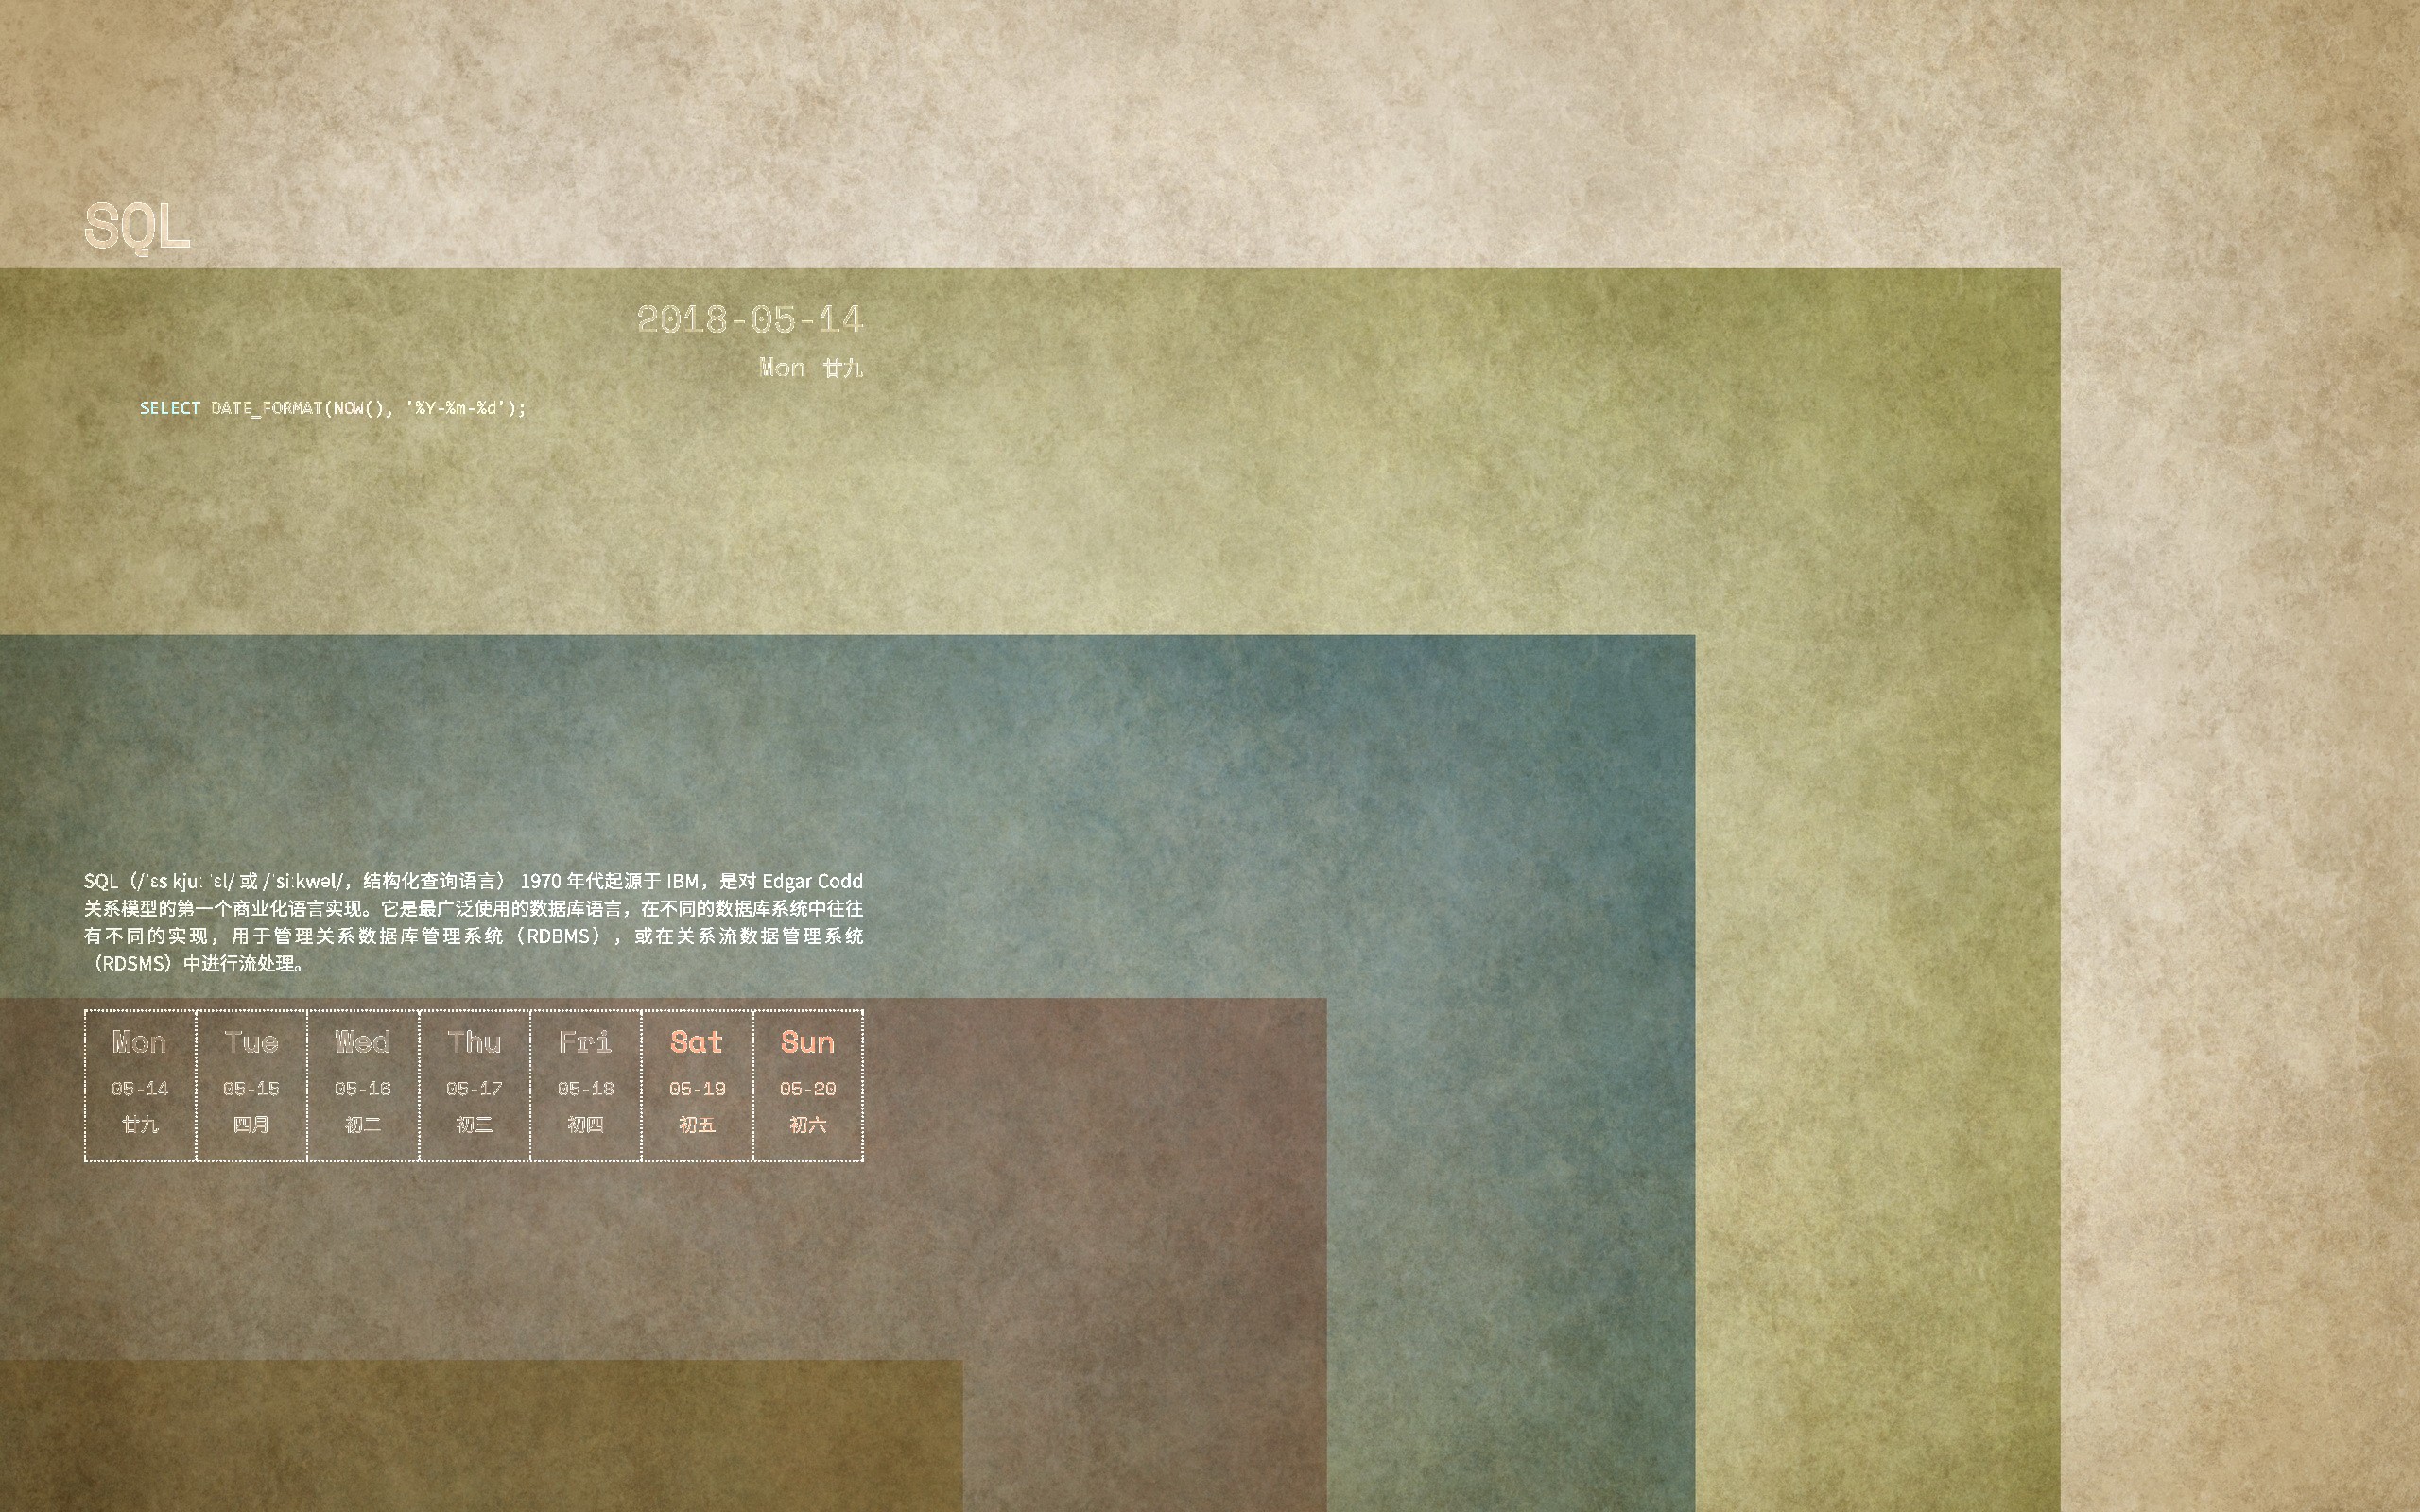 SQL
2018-05-14
Mon 廿九
SELECT DATE_FORMAT(NOW(), '%Y-%m-%d');
SQL（/ˈɛs kjuː ˈɛl/ 或 /ˈsiːkwəl/，结构化查询语言） 1970 年代起源于 IBM，是对 Edgar Codd
关系模型的第一个商业化语言实现。它是最广泛使用的数据库语言，在不同的数据库系统中往往
有不同的实现，用于管理关系数据库管理系统（RDBMS），或在关系流数据管理系统
（RDSMS）中进行流处理。
Mon Tue Wed Thu Fri Sat Sun
05-14 05-15 05-16 05-17 05-18 05-19 05-20
廿九 四月 初二 初三 初四 初五 初六